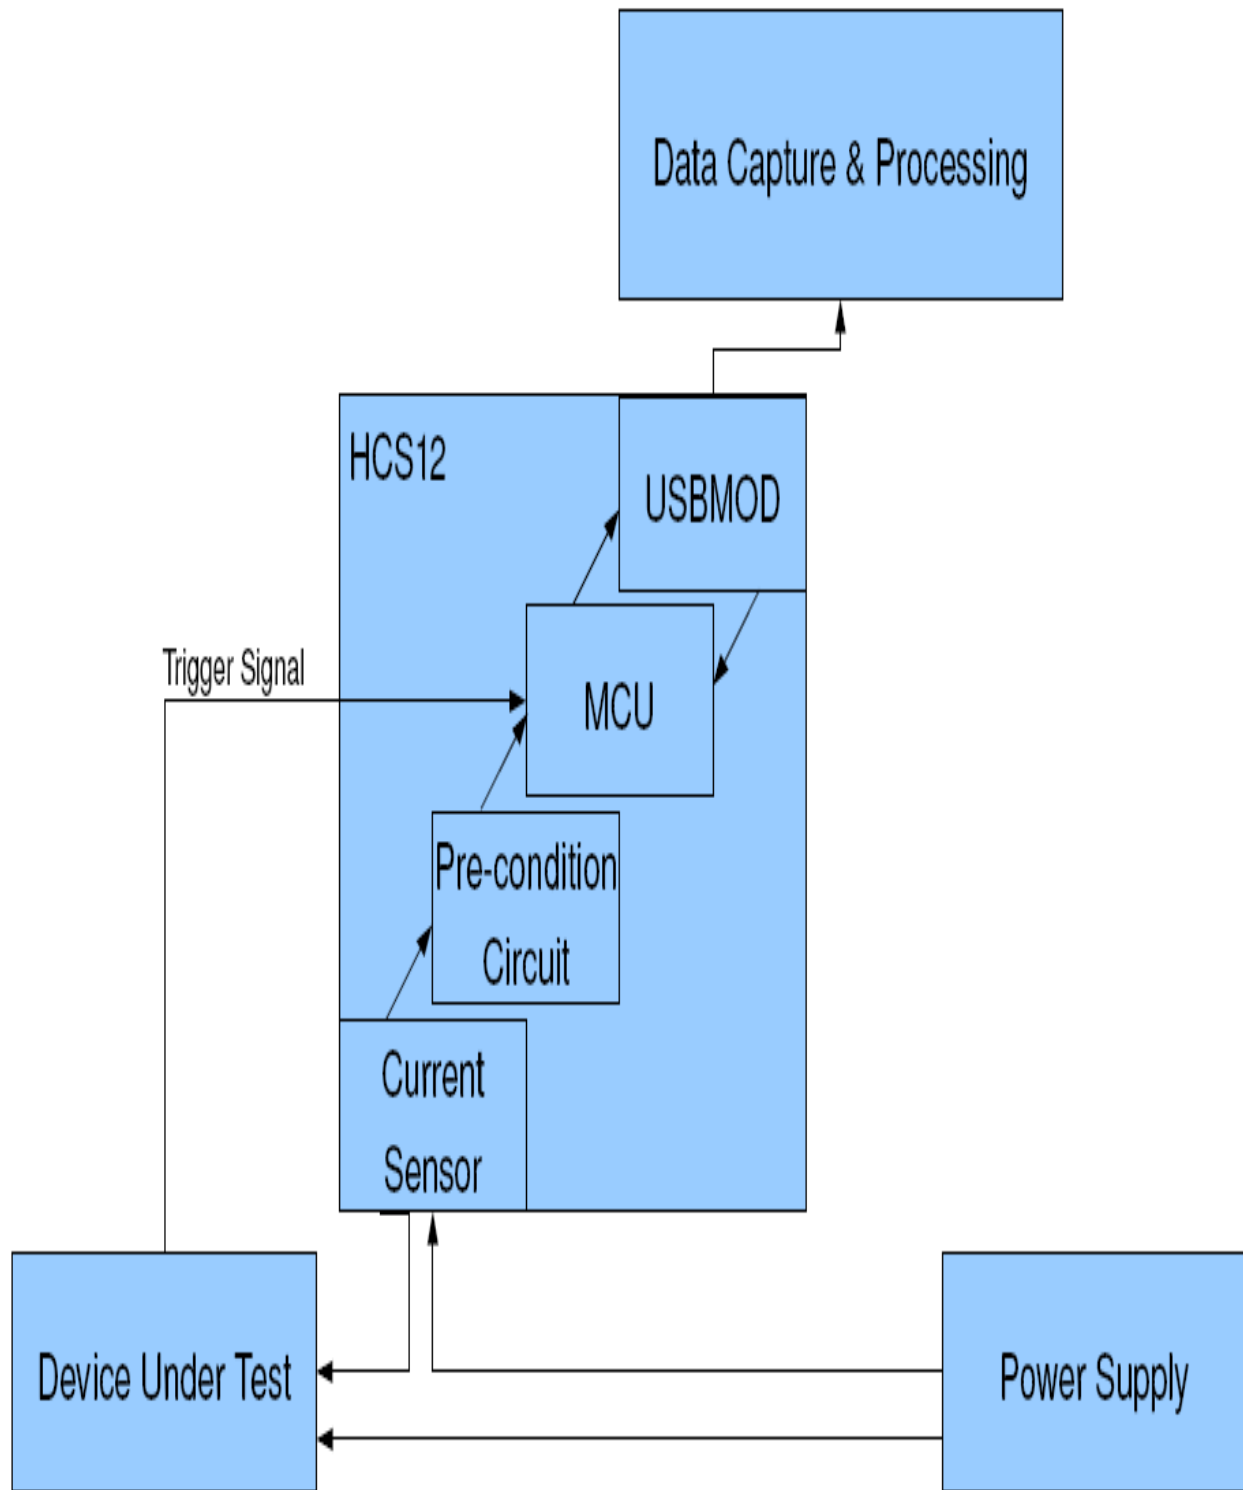 Data Capture & Processing
HCS12
USBMOD
Trigger Signal
MCU
Pre-condition
Circuit
Current
Sensor
Device Under Test
Power Supply